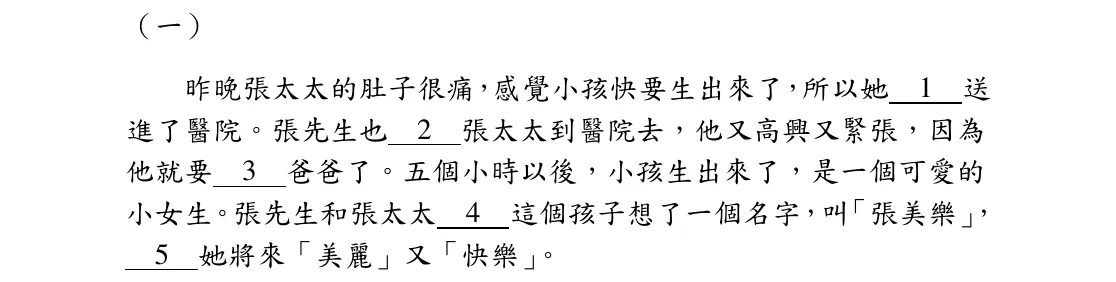 （一）
昨晚張太太的肚子很痛，感覺小孩快要生出來了，所以她 1 送
進了醫院。張先生也 2 張太太到醫院去，他又高興又緊張，因為
他就要 3 爸爸了。五個小時以後，小孩生出來了，是一個可愛的
小女生。張先生和張太太 4 這個孩子想了一個名字，叫「張美樂」，
5 她將來「美麗」又「快樂」。